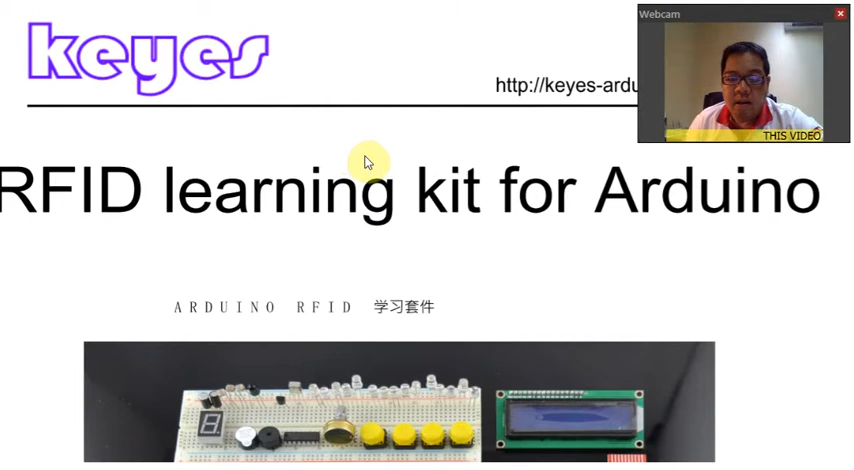 keyes
Webcam
http://keyes-ardu
THIS VIDEO
RFID learning kit for Arduino
ARDUINO RFID 学习套件